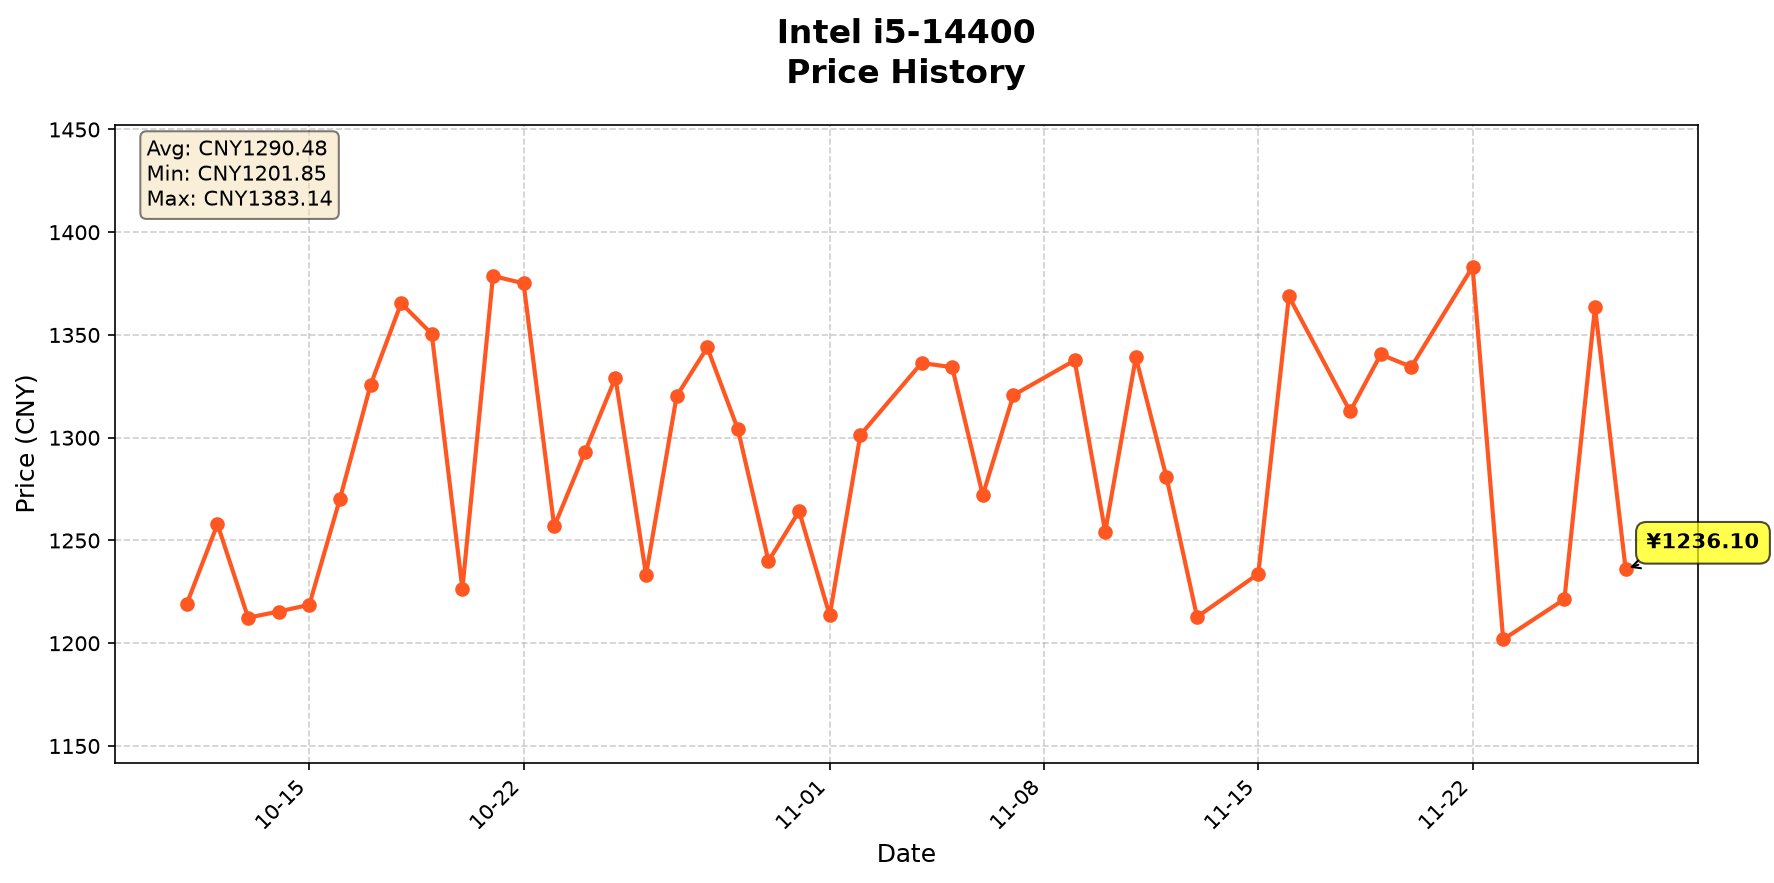 Intel i5-14400
Price History
Avg: CNY1290.48
Min: CNY1201.85
Max: CNY1383.14
1450
1400
1350
1300
1250
1200
1150
Price (CNY)
¥1236.10
10-15
10-22
11-01
11-08
11-15
11-22
Date